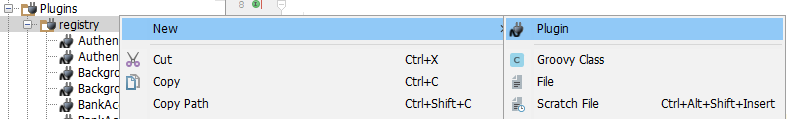 Plugins
8
registry
New
Plugin
Authen
Authen
Cut Ctrl+X
Groovy Class
Backgro
Copy Ctrl+C
File
Backgro
Copy Path Ctrl+Shift+C
Scratch File Ctrl+Alt+Shift+Insert
BankAc